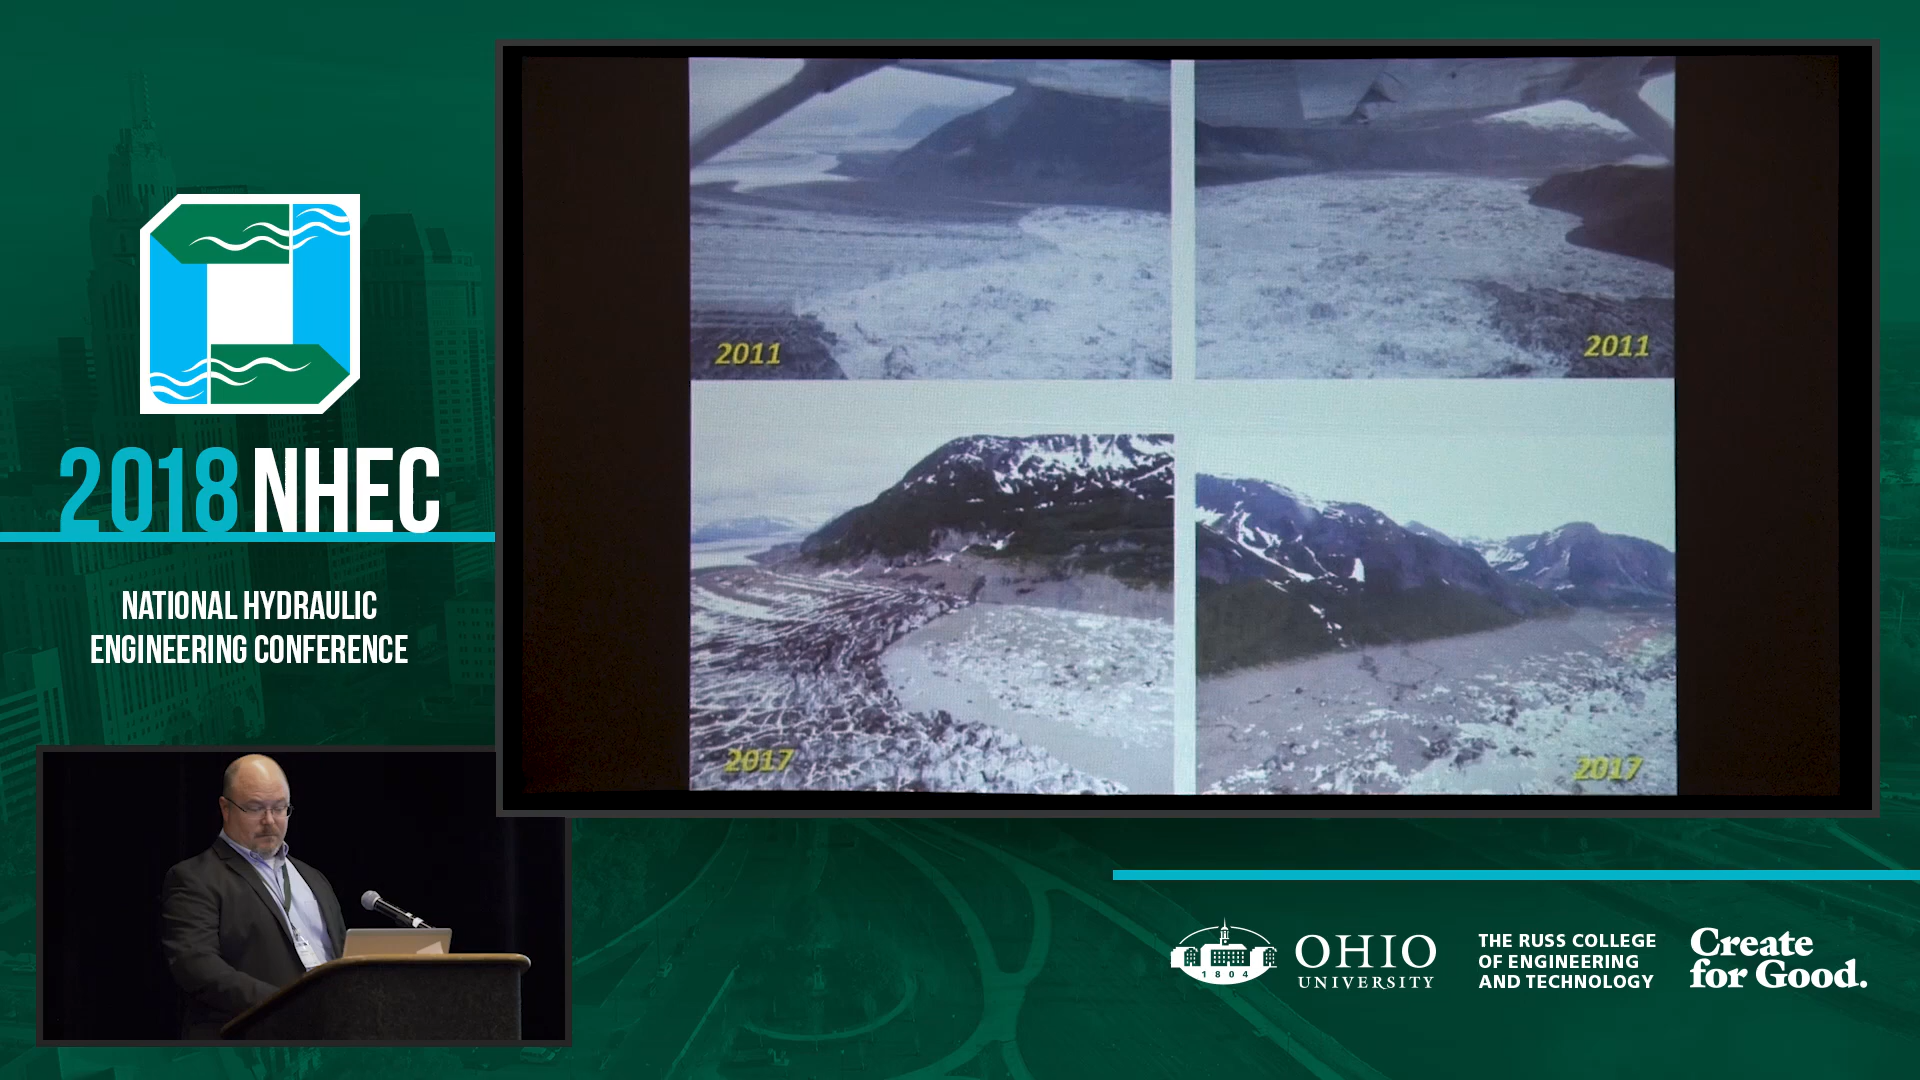 2018 NHEC
NATIONAL HYDRAULIC
ENGINEERING CONFERENCE
2011
2011
2017
2017
1804
OHIO
UNIVERSITY
THE RUSS COLLEGE
OF ENGINEERING
AND TECHNOLOGY
Create
for Good.